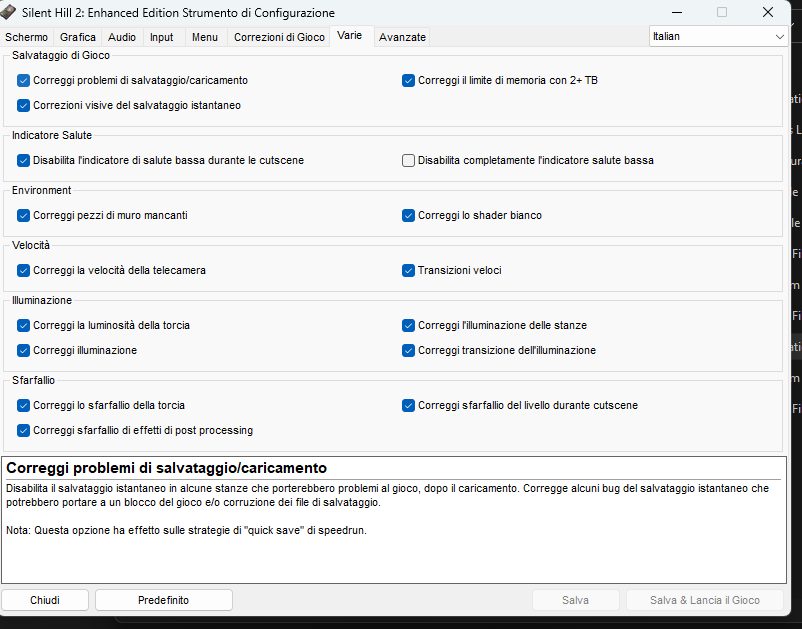 Silent Hill 2: Enhanced Edition Strumento di Configurazione
Schermo Grafica Audio Input Menu Correzioni di Gioco Varie Avanzate Italian
Salvataggio di Gioco
Correggi problemi di salvataggio/caricamento Correggi il limite di memoria con 2+ TB
Correzioni visive del salvataggio istantaneo
Indicatore Salute
Disabilita l'indicatore di salute bassa durante le cutscene Disabilita completamente l'indicatore salute bassa
Environment
Correggi pezzi di muro mancanti Correggi lo shader bianco
Velocità
Correggi la velocità della telecamera Transizioni veloci
Illuminazione
Correggi la luminosità della torcia Correggi l'illuminazione delle stanze
Correggi illuminazione Correggi transizione dell'illuminazione
Sfarfallio
Correggi lo sfarfallio della torcia Correggi sfarfallio del livello durante cutscene
Correggi sfarfallio di effetti di post processing
Correggi problemi di salvataggio/caricamento
Disabilita il salvataggio istantaneo in alcune stanze che porterebbero problemi al gioco, dopo il caricamento. Corregge alcuni bug del salvataggio istantaneo che
potrebbero portare a un blocco del gioco e/o corruzione dei file di salvataggio.
Nota: Questa opzione ha effetto sulle strategie di "quick save" di speedrun.
Chiudi Predefinito Salva Salva & Lancia il Gioco